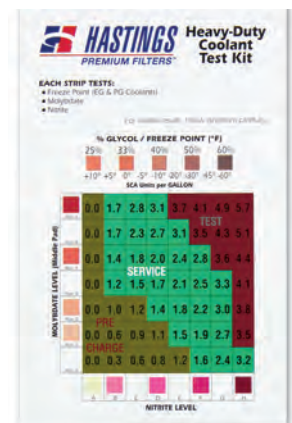 HASTINGS
PREMIUM FILTERS
Heavy-Duty
Coolant
Test Kit
EACH STRIP TESTS:
• Freeze Point (EG & PG Coolants)
• Molybdate
• Nitrite
% GLYCOL / FREEZE POINT (°F)
25% 33% 40% 50% 60%
+10° +5° 0° -5° -10° -20° -30° -45° -60°
SCA Units per GALLON
0.0 1.7 2.8 3.1 3.7 4.1 4.9 5.7
TEST
0.0 1.7 2.3 2.7 3.1 3.5 4.3 5.1
0.0 1.4 1.8 2.0 2.4 2.8 3.6 4.4
SERVICE
0.0 1.2 1.5 1.7 2.1 2.5 3.3 4.1
0.0 1.0 1.2 1.4 1.8 2.2 3.0 3.8
PRE
0.0 0.6 0.9 1.1 1.5 1.9 2.7 3.5
CHARGE
0.0 0.3 0.6 0.8 1.2 1.6 2.4 3.2
MOLYBDATE LEVEL (Middle Pad)
A B C D E F G H
NITRITE LEVEL